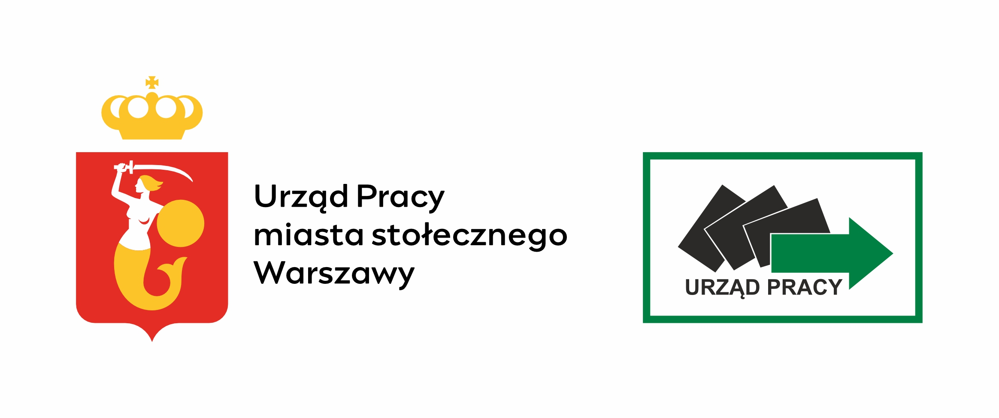 Urząd Pracy
miasta stołecznego
Warszawy
URZĄD PRACY